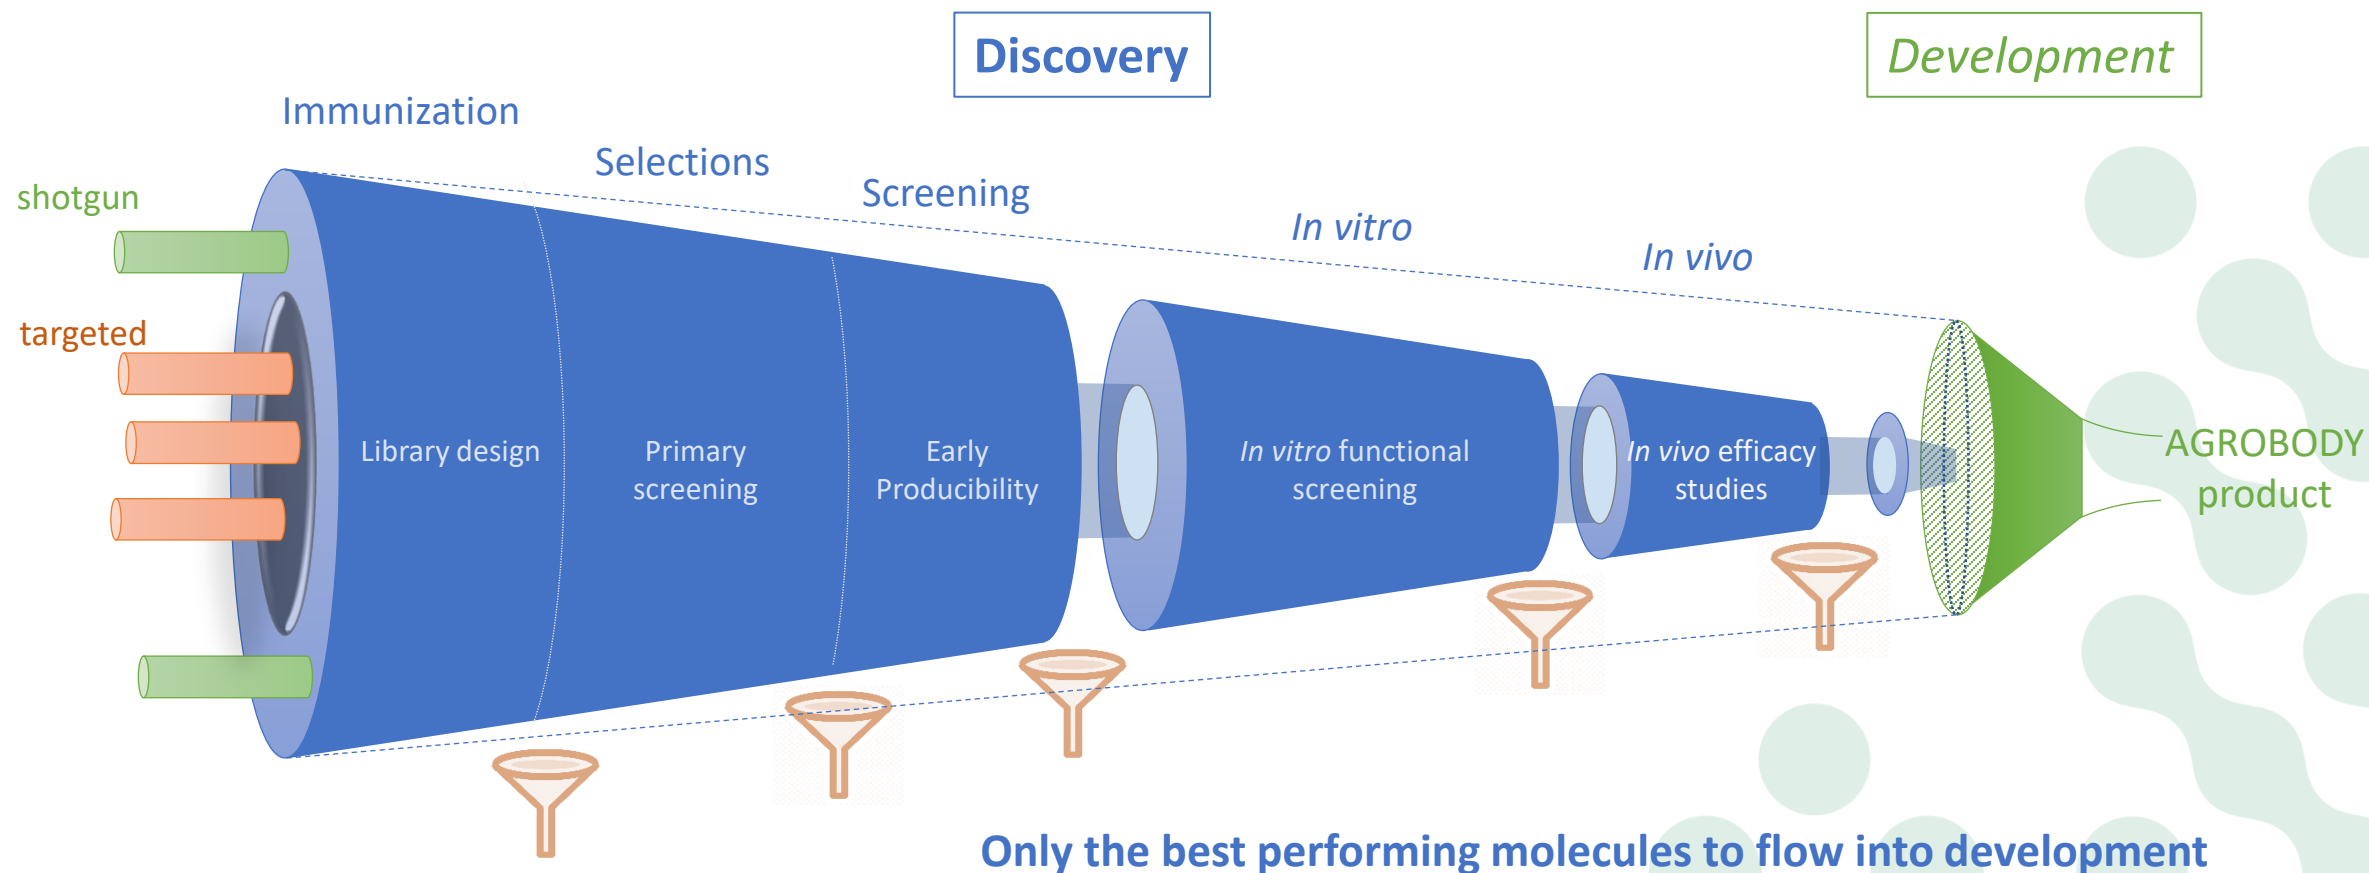 Discovery
Development
Immunization
Selections
Screening
In vitro
In vivo
shotgun
targeted
Library design
Primary
screening
Early
Producibility
In vitro functional
screening
In vivo efficacy
studies
AGROBODY
product
Only the best performing molecules to flow into development